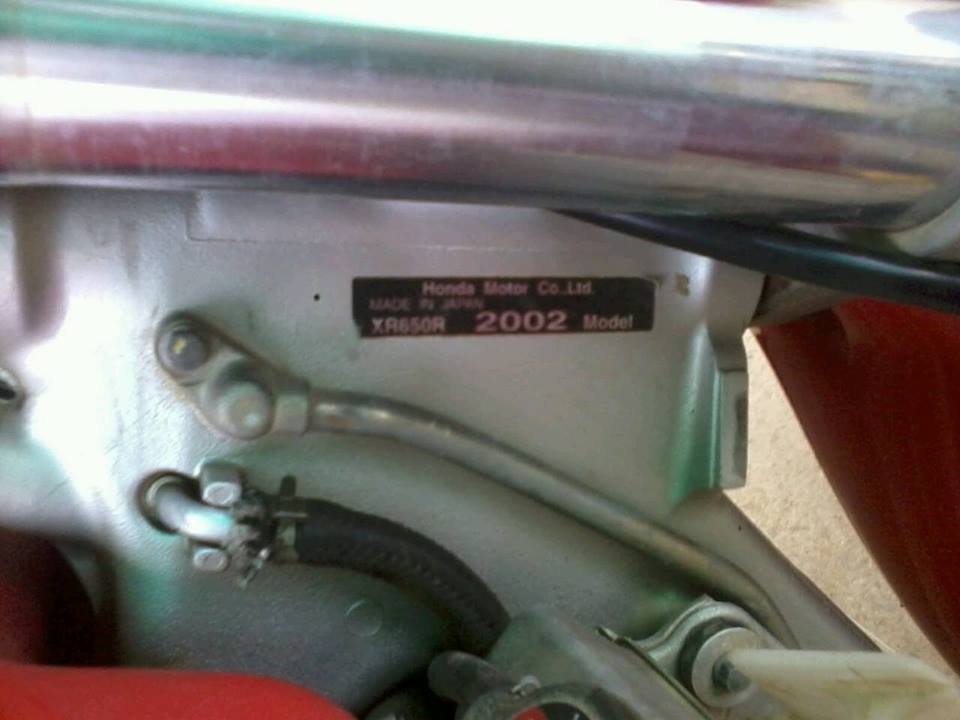 Honda Motor Co.,Ltd.
MADE IN JAPAN
XR650R 2002 Model